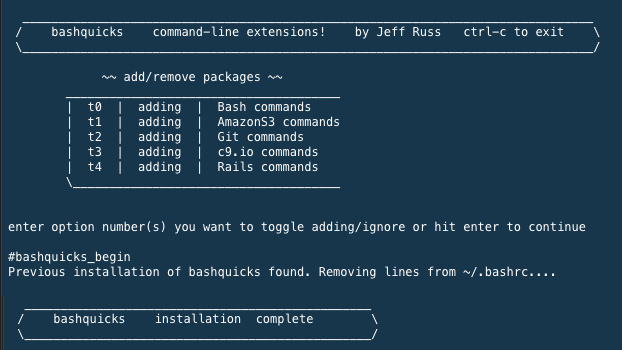 /    bashquicks    command-line extensions!    by Jeff Russ   ctrl-c to exit    \
~~ add/remove packages ~~
|  t0  |  adding  |  Bash commands
|  t1  |  adding  |  AmazonS3 commands
|  t2  |  adding  |  Git commands
|  t3  |  adding  |  c9.io commands
|  t4  |  adding  |  Rails commands
enter option number(s) you want to toggle adding/ignore or hit enter to continue
#bashquicks_begin
Previous installation of bashquicks found. Removing lines from ~/.bashrc....
/    bashquicks    installation  complete        \